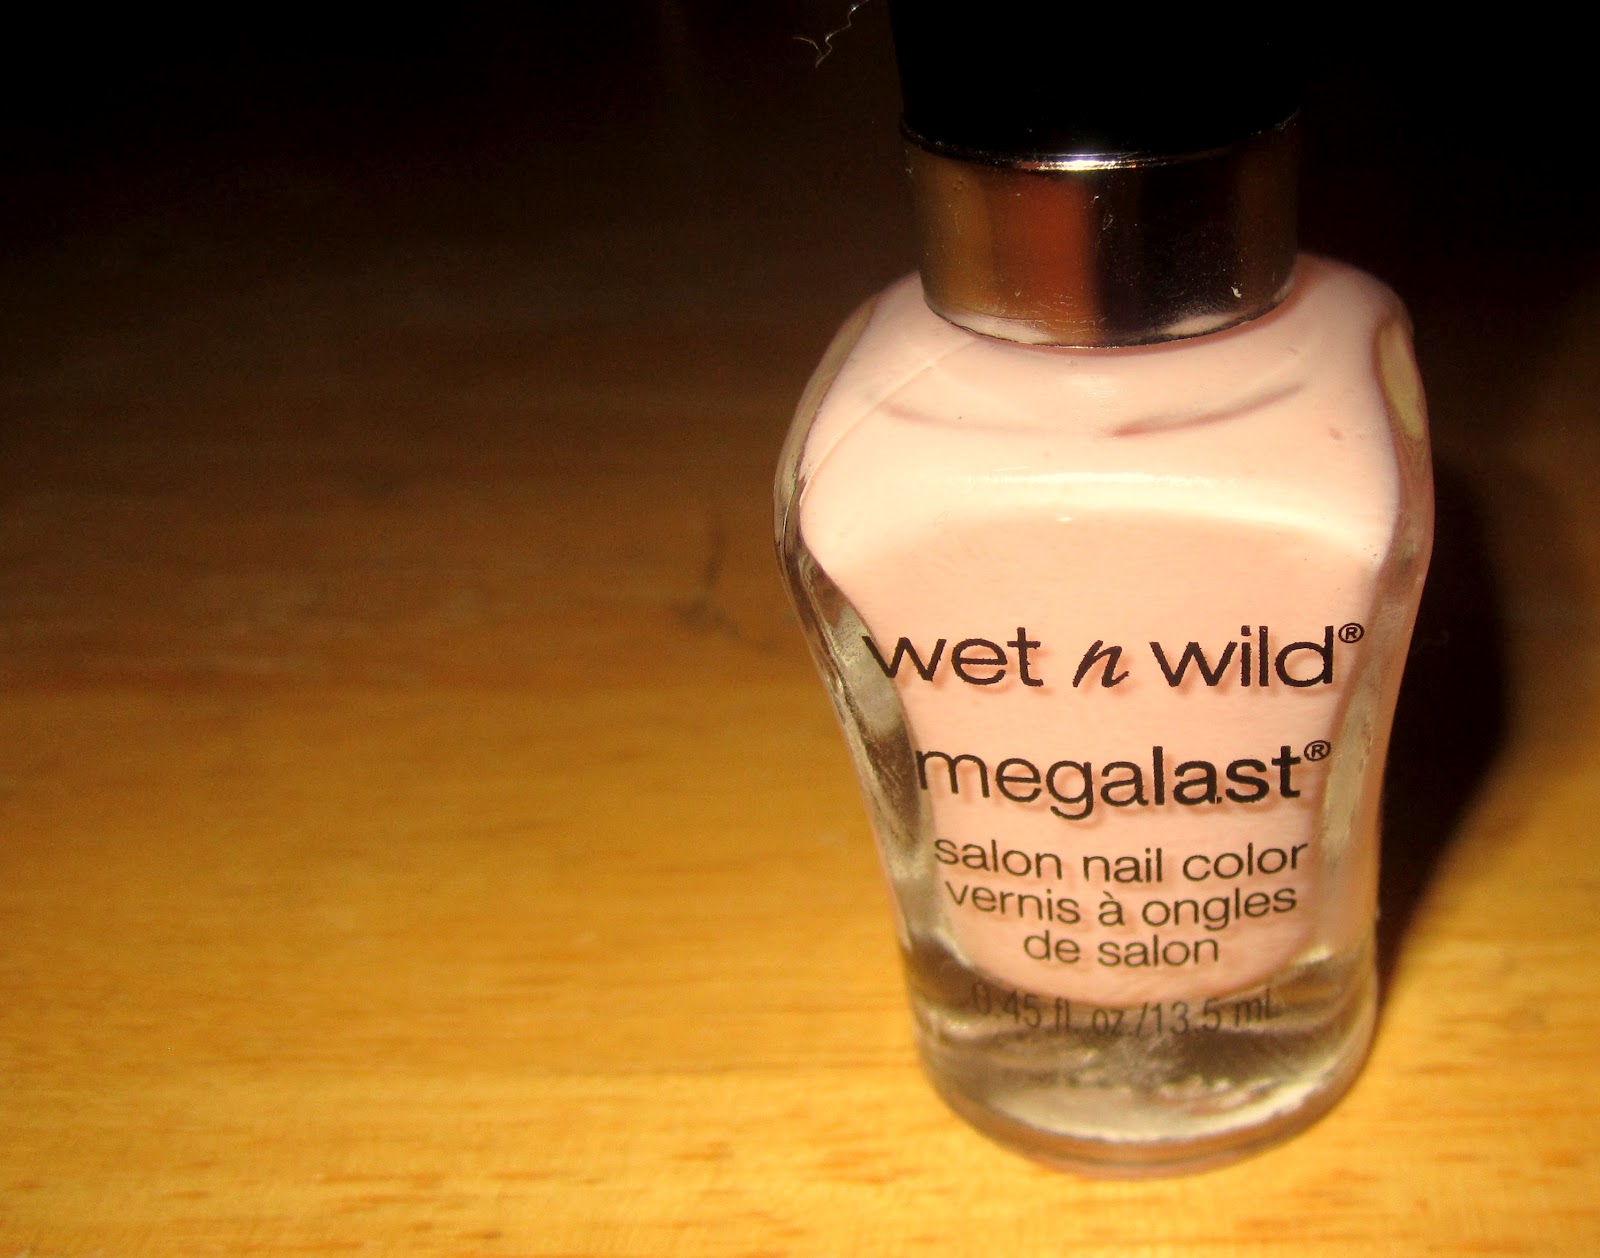 wet n wild®
megalast®
salon nail color
vernis à ongles
de salon
0.45 fl. oz./13.5 mL